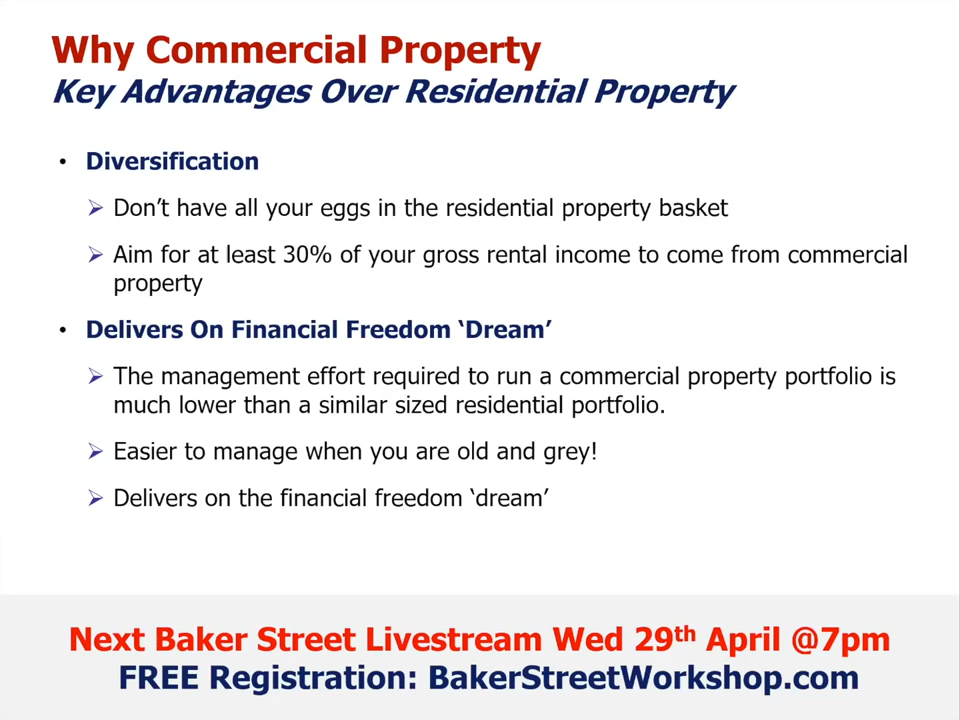 Why Commercial Property
Key Advantages Over Residential Property
• Diversification
➢ Don’t have all your eggs in the residential property basket
➢ Aim for at least 30% of your gross rental income to come from commercial
property
• Delivers On Financial Freedom ‘Dream’
➢ The management effort required to run a commercial property portfolio is
much lower than a similar sized residential portfolio.
➢ Easier to manage when you are old and grey!
➢ Delivers on the financial freedom ‘dream’
Next Baker Street Livestream Wed 29th April @7pm
FREE Registration: BakerStreetWorkshop.com